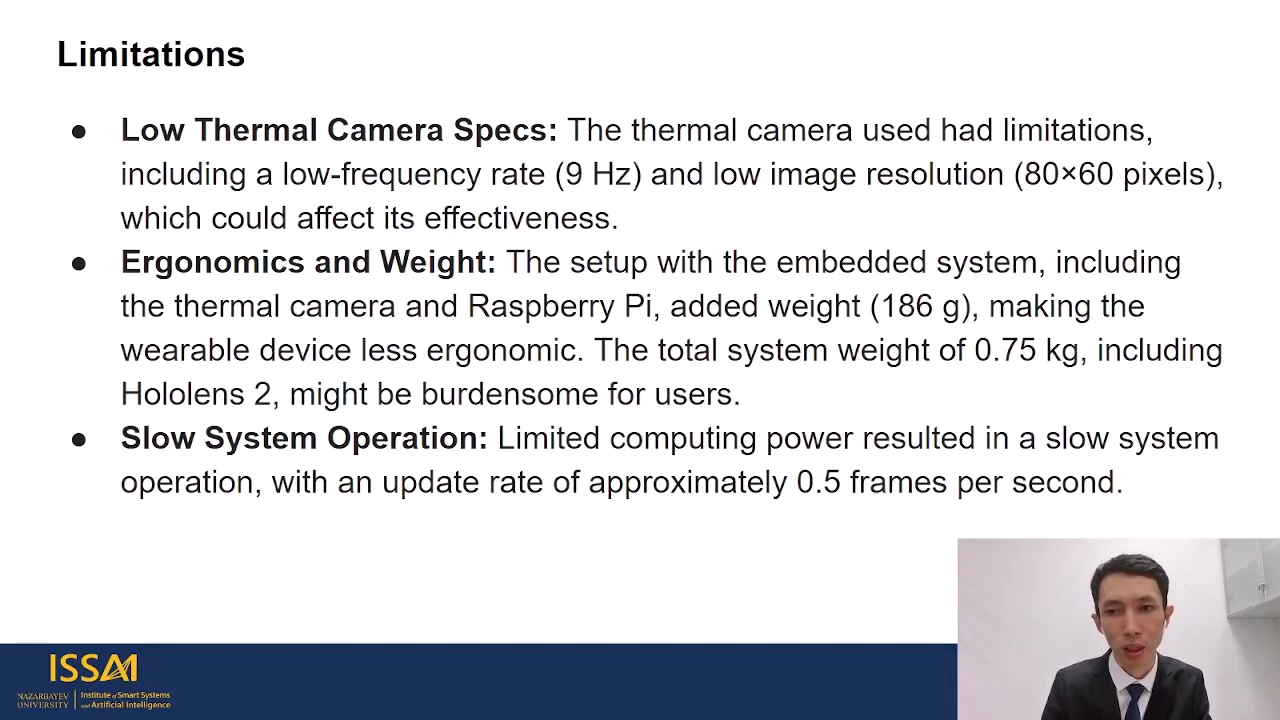 Limitations
● Low Thermal Camera Specs: The thermal camera used had limitations,
including a low-frequency rate (9 Hz) and low image resolution (80×60 pixels),
which could affect its effectiveness.
● Ergonomics and Weight: The setup with the embedded system, including
the thermal camera and Raspberry Pi, added weight (186 g), making the
wearable device less ergonomic. The total system weight of 0.75 kg, including
Hololens 2, might be burdensome for users.
● Slow System Operation: Limited computing power resulted in a slow system
operation, with an update rate of approximately 0.5 frames per second.
ISSAI
NAZARBAYEV
UNIVERSITY
Institute of Smart Systems
and Artificial Intelligence